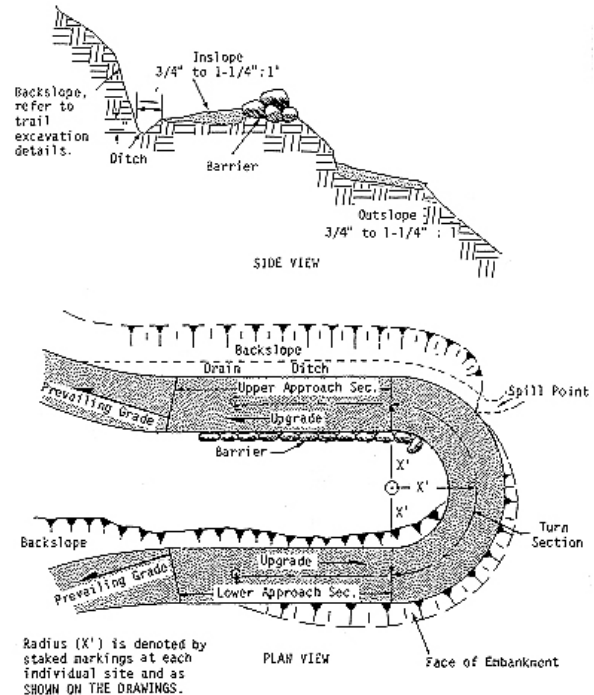 Inslope
3/4" to 1-1/4":1'
Backslope,
refer to
trail
excavation
details.
Ditch
Barrier
Outslope
3/4" to 1-1/4" : 1
SIDE VIEW
Backslope
Drain Ditch
Spill Point
Prevailing Grade
Upper Approach Sec.
Upgrade
Barrier
X'
X'
X'
Turn
Section
Backslope
Upgrade
Prevailing Grade
Lower Approach Sec.
Radius (X') is denoted by
staked markings at each
individual site and as
SHOWN ON THE DRAWINGS.
PLAN VIEW
Face of Embankment